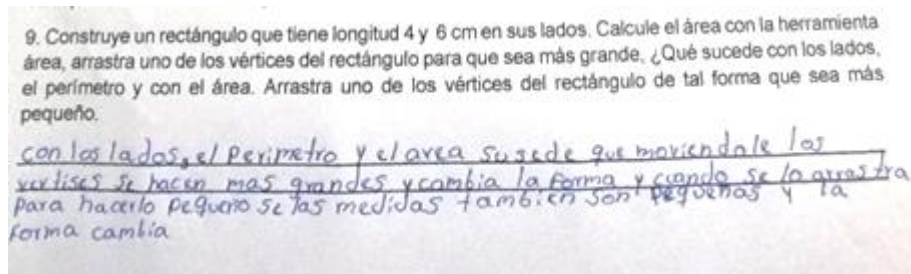 9. Construye un rectángulo que tiene longitud 4 y 6 cm en sus lados. Calcule el área con la herramienta
área, arrastra uno de los vértices del rectángulo para que sea más grande, ¿Qué sucede con los lados,
el perímetro y con el área. Arrastra uno de los vértices del rectángulo de tal forma que sea más
pequeño.
con los lados, el perimetro y el area susede que moviendole los
vertises se hacen mas grandes y cambia la forma y cuando se la arrastra
para hacerlo pequeño se las medidas tambien son pequeñas y la
forma cambia